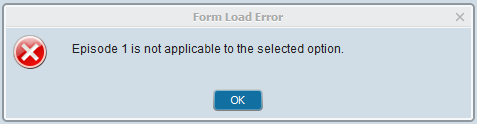 Form Load Error
Episode 1 is not applicable to the selected option.
OK